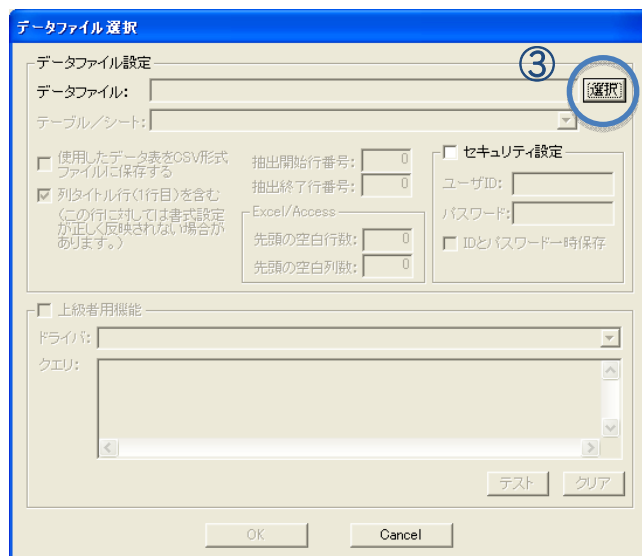 データファイル選択
データファイル設定
③
データファイル:
選択
テーブル/シート:
使用したデータ表をCSV形式
ファイルに保存する
列タイトル行(1行目)を含む
(この行に対しては書式設定
が正しく反映されない場合が
あります。)
抽出開始行番号: 0
抽出終了行番号: 0
Excel/Access
先頭の空白行数: 0
先頭の空白列数: 0
セキュリティ設定
ユーザID:
パスワード:
IDとパスワード一時保存
上級者用機能
ドライバ:
クエリ:
テスト
クリア
OK
Cancel